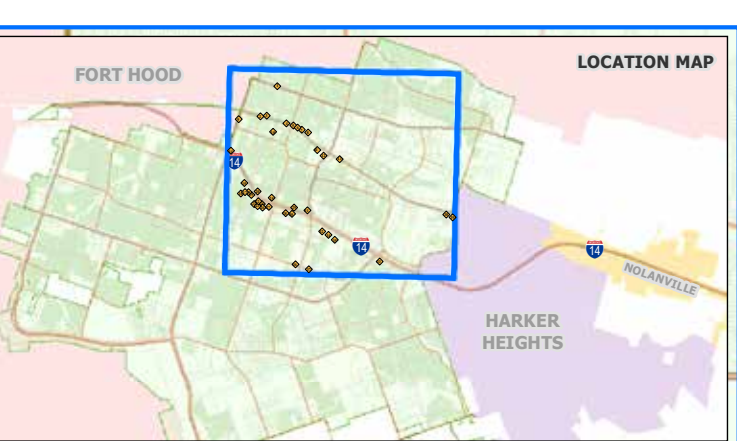 LOCATION MAP
FORT HOOD
14
14
14
NOLANVILLE
HARKER
HEIGHTS